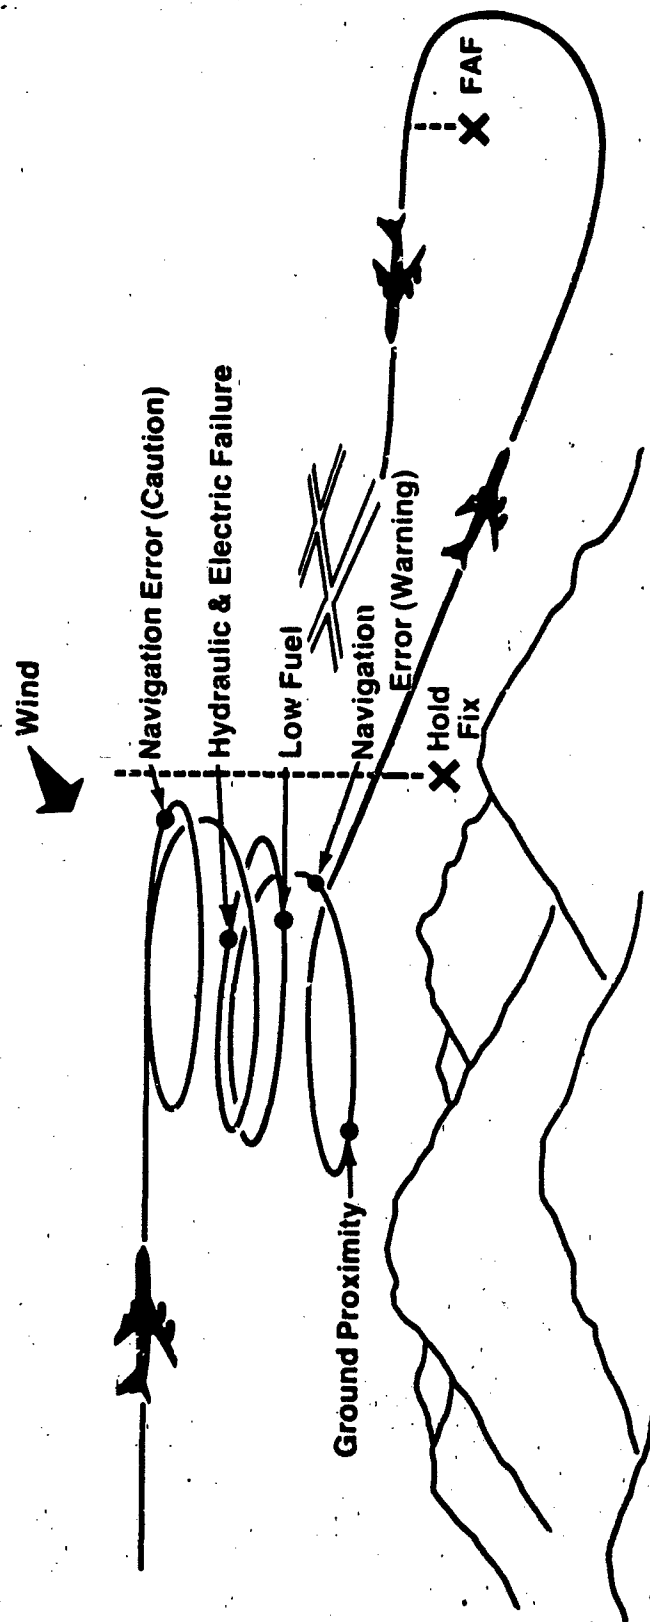 Wind
Navigation Error (Caution)
Hydraulic & Electric Failure
Low Fuel
Navigation
Error (Warning)
Hold
Fix
FAF
Ground Proximity